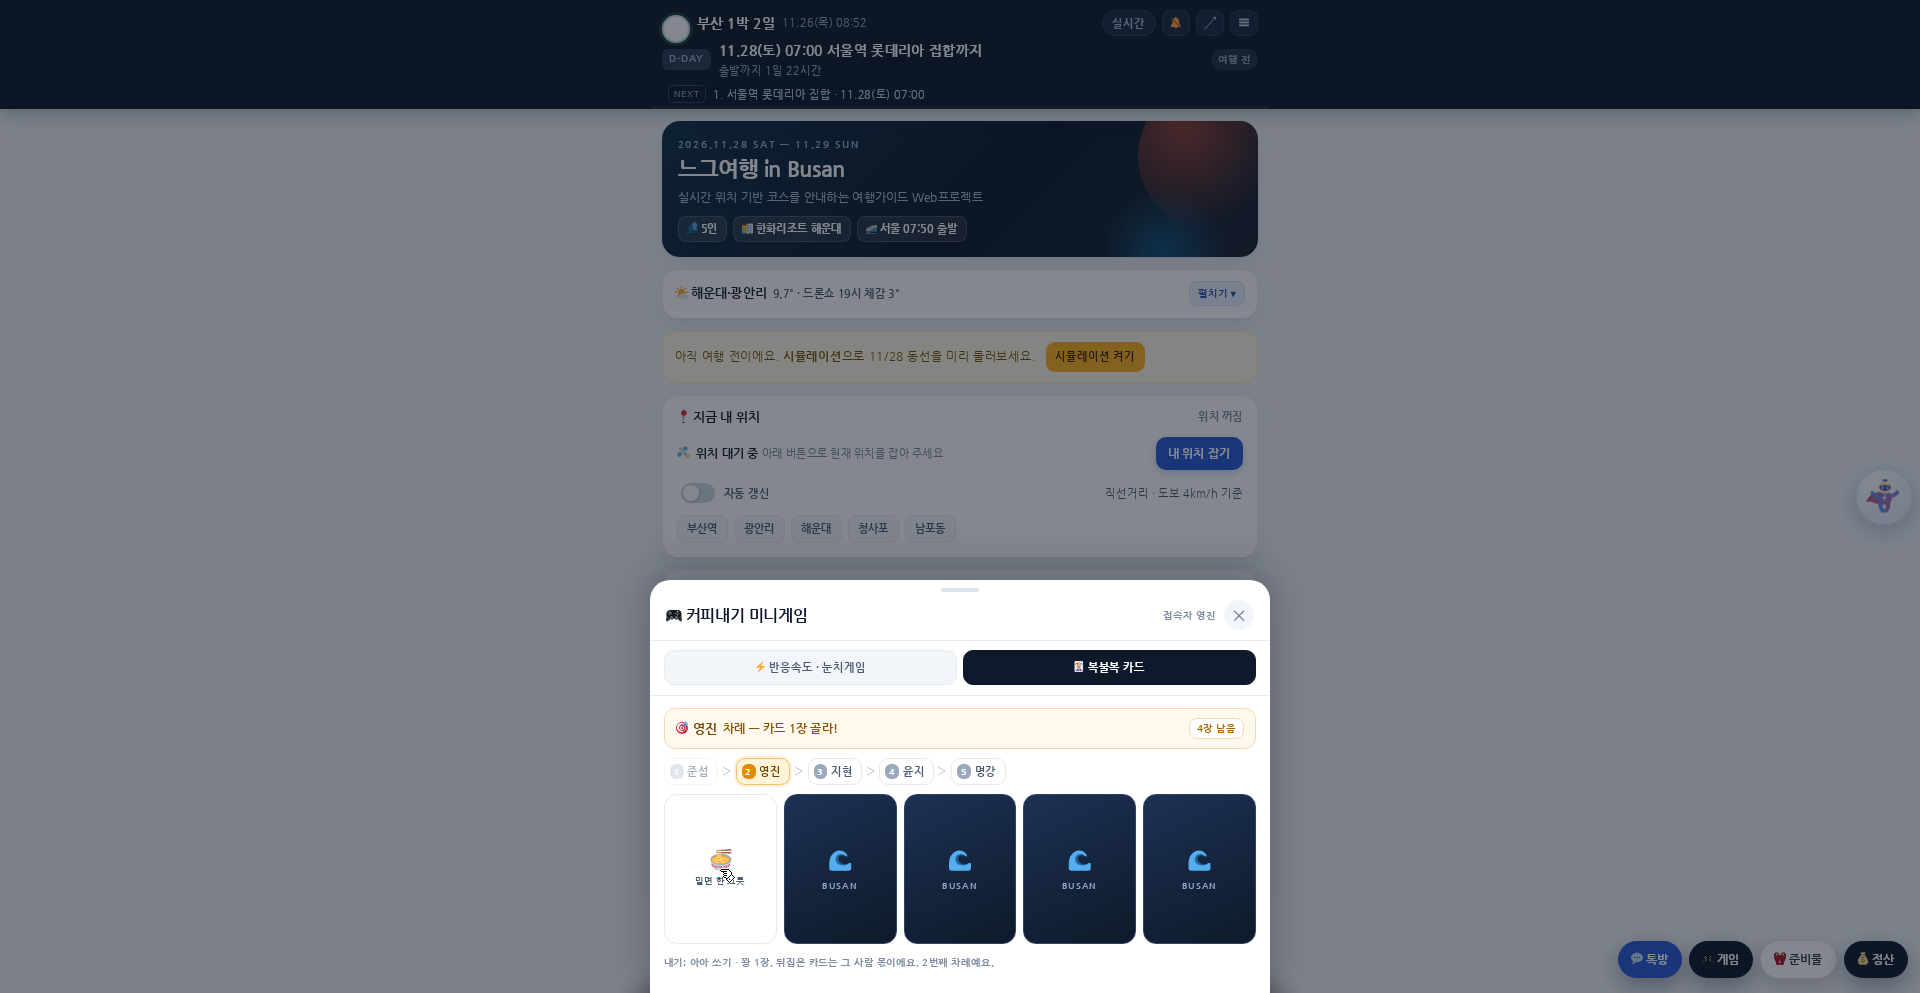 부산 1박 2일 11.26(목) 08:52
실시간
D-DAY
11.28(토) 07:00 서울역 롯데리아 집합까지
출발까지 1일 22시간
여행 전
NEXT 1. 서울역 롯데리아 집합 · 11.28(토) 07:00
2026.11.28 SAT — 11.29 SUN
느그여행 in Busan
실시간 위치 기반 코스를 안내하는 여행가이드 Web프로젝트
5인
한화리조트 해운대
서울 07:50 출발
해운대·광안리 9.7° · 드론쇼 19시 체감 3°
펼치기 ▾
아직 여행 전이에요. 시뮬레이션으로 11/28 동선을 미리 둘러보세요.
시뮬레이션 켜기
지금 내 위치
위치 꺼짐
위치 대기 중 아래 버튼으로 현재 위치를 잡아 주세요
내 위치 잡기
자동 갱신
직선거리 · 도보 4km/h 기준
부산역
광안리
해운대
청사포
남포동
커피내기 미니게임
접속자 영진
반응속도 · 눈치게임
복불복 카드
영진 차례 — 카드 1장 골라!
4장 남음
1 준섭 > 2 영진 > 3 지현 > 4 윤지 > 5 명강
밀면 한
BUSAN
BUSAN
BUSAN
BUSAN
내기: 아아 쏘기 · 꽝 1장. 뒤집은 카드는 그 사람 몫이에요. 2번째 차례예요.
톡방
게임
준비물
정산